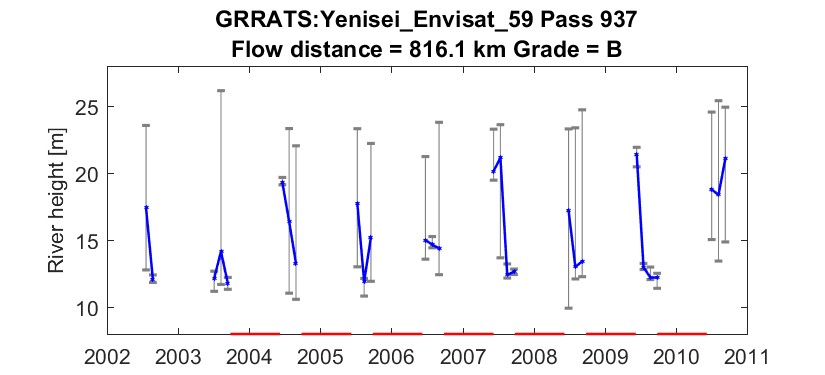 GRRATS:Yenisei_Envisat_59 Pass 937
Flow distance = 816.1 km Grade = B
River height [m]
25
20
15
10
2002 2003 2004 2005 2006 2007 2008 2009 2010 2011